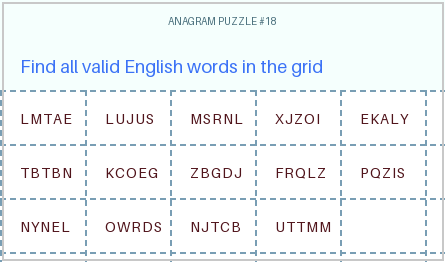 ANAGRAM PUZZLE #18
Find all valid English words in the grid
LMTAE LUJUS MSRNL XJZOI EKALY
TBTBN KCOEG ZBGDJ FRQLZ PQZIS
NYNEL OWRDS NJTCB UTTMM